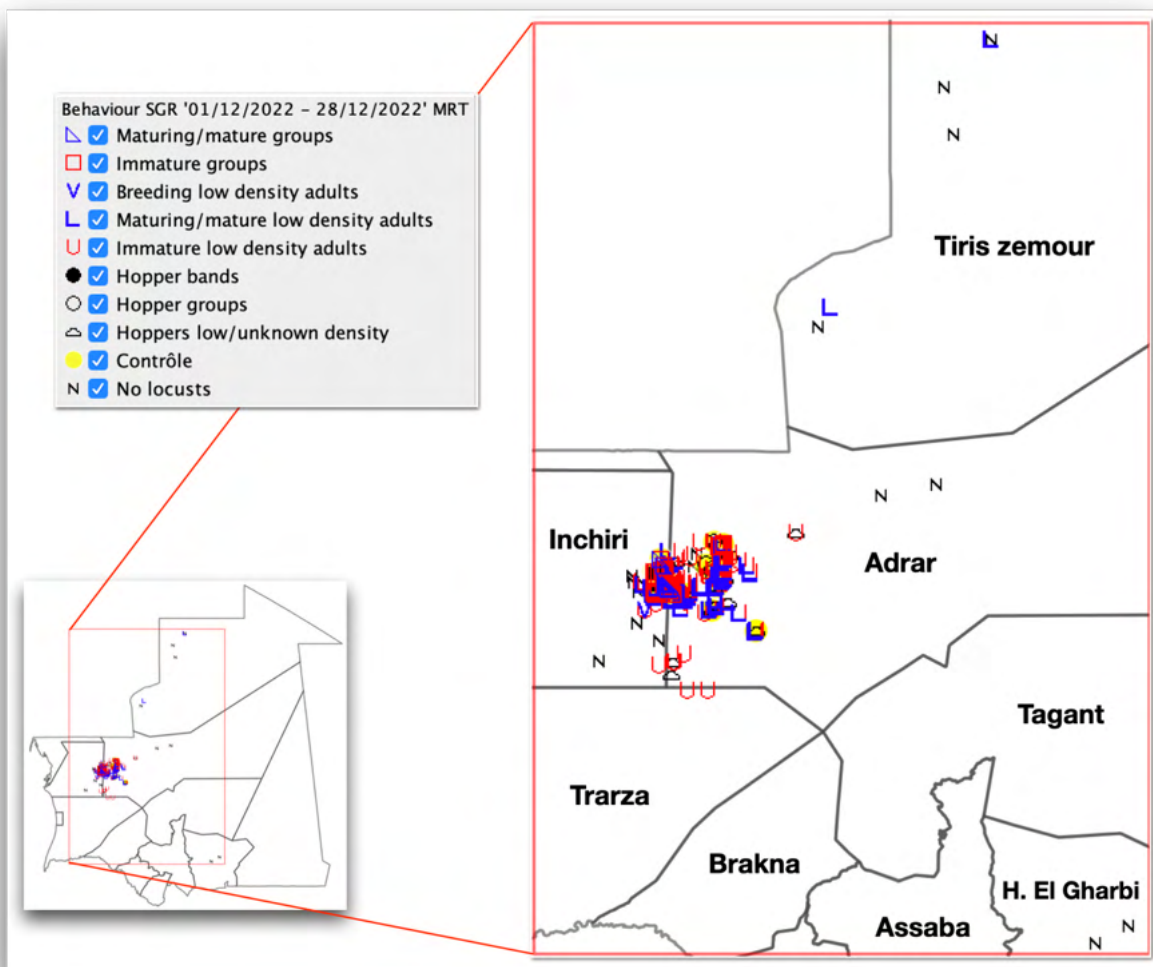 Behaviour SGR '01/12/2022 - 28/12/2022' MRT
Maturing/mature groups
Immature groups
V Breeding low density adults
L Maturing/mature low density adults
U Immature low density adults
Hopper bands
Hopper groups
Hoppers low/unknown density
Contrôle
N No locusts
N
N
N
Tiris zemour
L
N
N
N
Inchiri
Adrar
N
N
N
Tagant
Trarza
Brakna
H. El Gharbi
Assaba
N
N